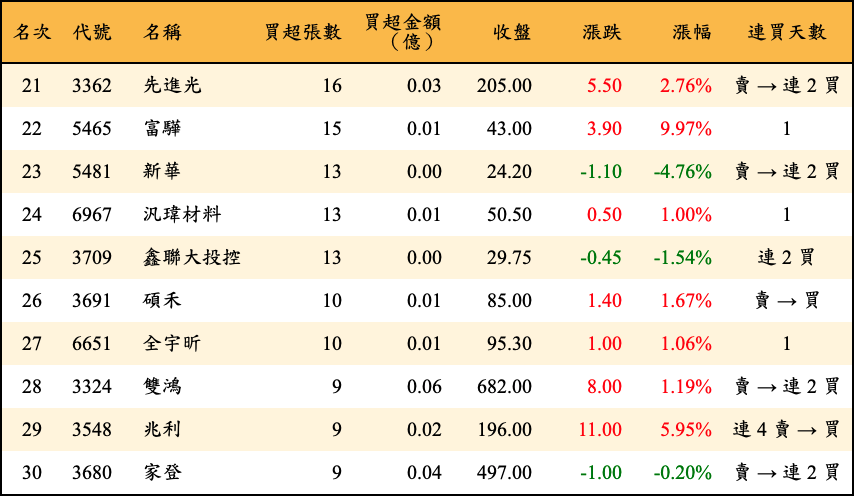 名次 代號 名稱 買超張數 買超金額（億） 收盤 漲跌 漲幅 連買天數
21 3362 先進光 16 0.03 205.00 5.50 2.76% 賣 → 連 2 買
22 5465 富驊 15 0.01 43.00 3.90 9.97% 1
23 5481 新華 13 0.00 24.20 -1.10 -4.76% 賣 → 連 2 買
24 6967 汎瑋材料 13 0.01 50.50 0.50 1.00% 1
25 3709 鑫聯大投控 13 0.00 29.75 -0.45 -1.54% 連 2 買
26 3691 碩禾 10 0.01 85.00 1.40 1.67% 賣 → 買
27 6651 全宇昕 10 0.01 95.30 1.00 1.06% 1
28 3324 雙鴻 9 0.06 682.00 8.00 1.19% 賣 → 連 2 買
29 3548 兆利 9 0.02 196.00 11.00 5.95% 連 4 賣 → 買
30 3680 家登 9 0.04 497.00 -1.00 -0.20% 賣 → 連 2 買